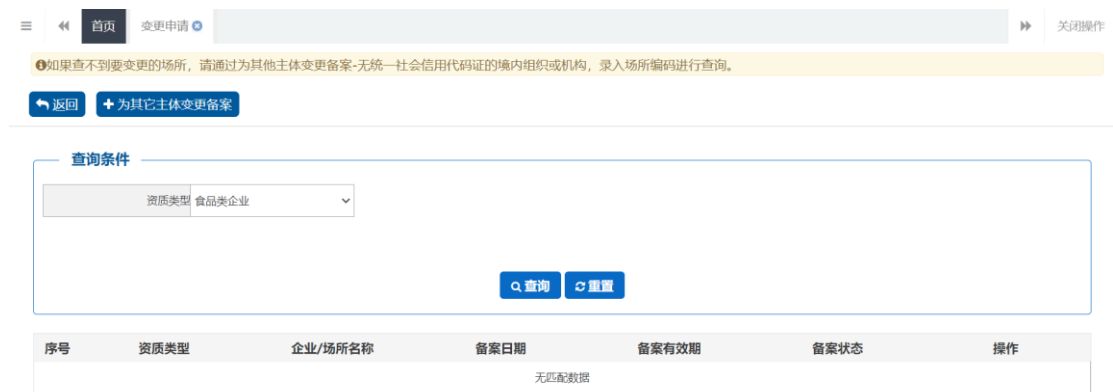 首页 变更申请 关闭操作
如果查不到要变更的场所，请通过为其他主体变更备案-无统一社会信用代码证的境内组织或机构，录入场所编码进行查询。
返回 为其它主体变更备案
查询条件
资质类型 食品类企业
查询 重置
序号 资质类型 企业/场所名称 备案日期 备案有效期 备案状态 操作
无匹配数据